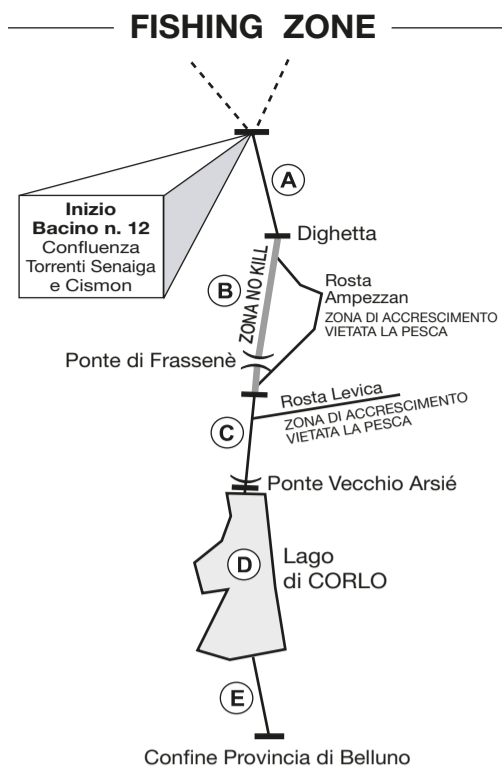 FISHING ZONE
A
Inizio
Bacino n. 12
Confluenza
Torrenti Senaiga
e Cismon
Dighetta
B
ZONA NO KILL
Rosta
Ampezzan
ZONA DI ACCRESCIMENTO
VIETATA LA PESCA
Ponte di Frassenè
Rosta Levica
ZONA DI ACCRESCIMENTO
VIETATA LA PESCA
C
Ponte Vecchio Arsié
D
Lago
di CORLO
E
Confine Provincia di Belluno